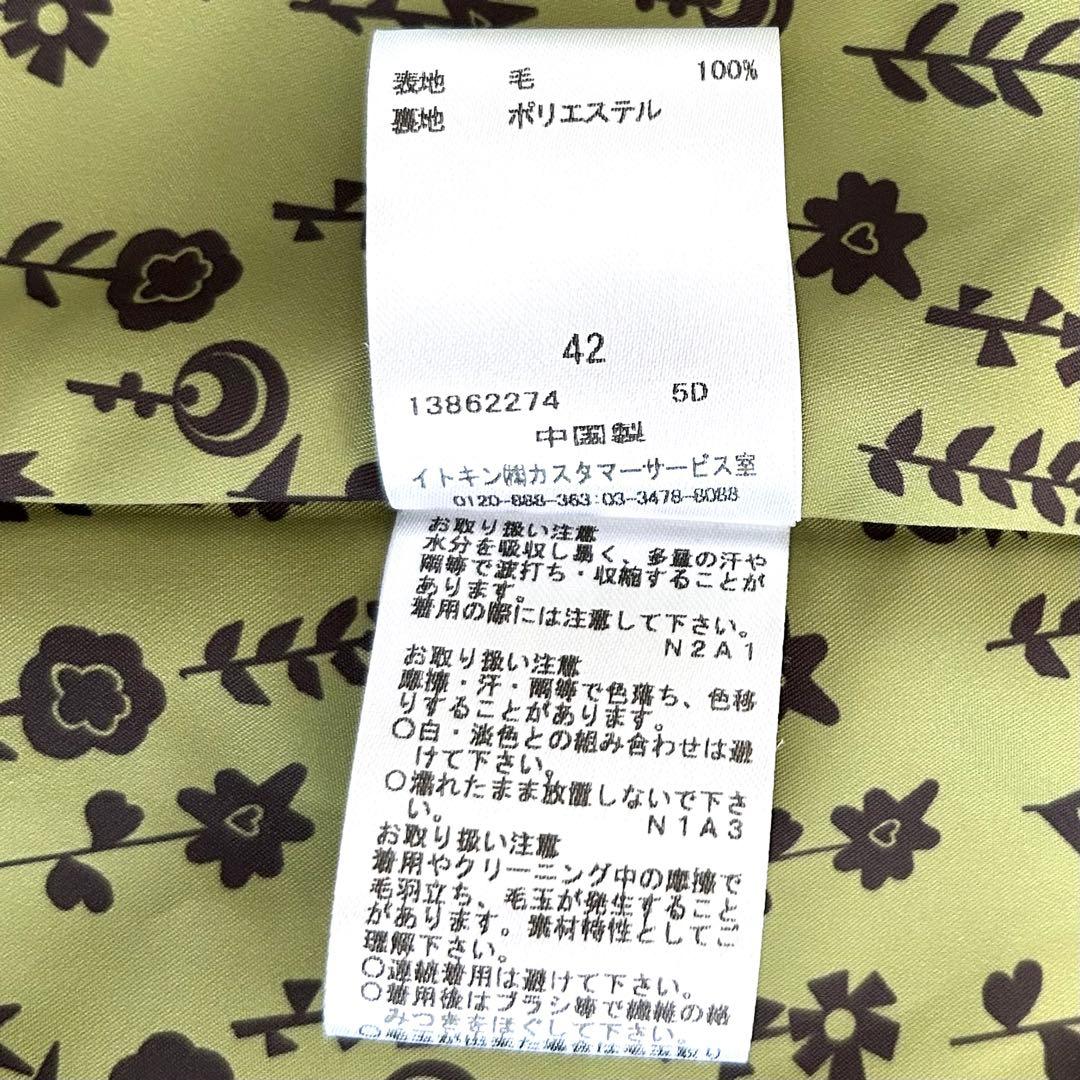 表地 毛 100%
裏地 ポリエステル
42
13862274 5D
中国製
イトキン㈱カスタマーサービス室
0120-888-363:03-3478-8088
お取り扱い注意
水分を吸収し易く、多量の汗や
雨等で波打ち・収縮することが
あります。
着用の際には注意して下さい。
N2A1
お取り扱い注意
摩擦・汗・雨等で色落ち、色移
りすることがあります。
○白・淡色との組み合わせは避
けて下さい。
○濡れたまま放置しないで下さ
い。
N1A3
お取り扱い注意
着用やクリーニング中の摩擦で
毛羽立ち、毛玉が発生すること
があります。素材特性としてご
理解下さい。
○連続着用は避けて下さい。
○着用後はブラシ等で繊維の絡
みつきをほぐして下さい。